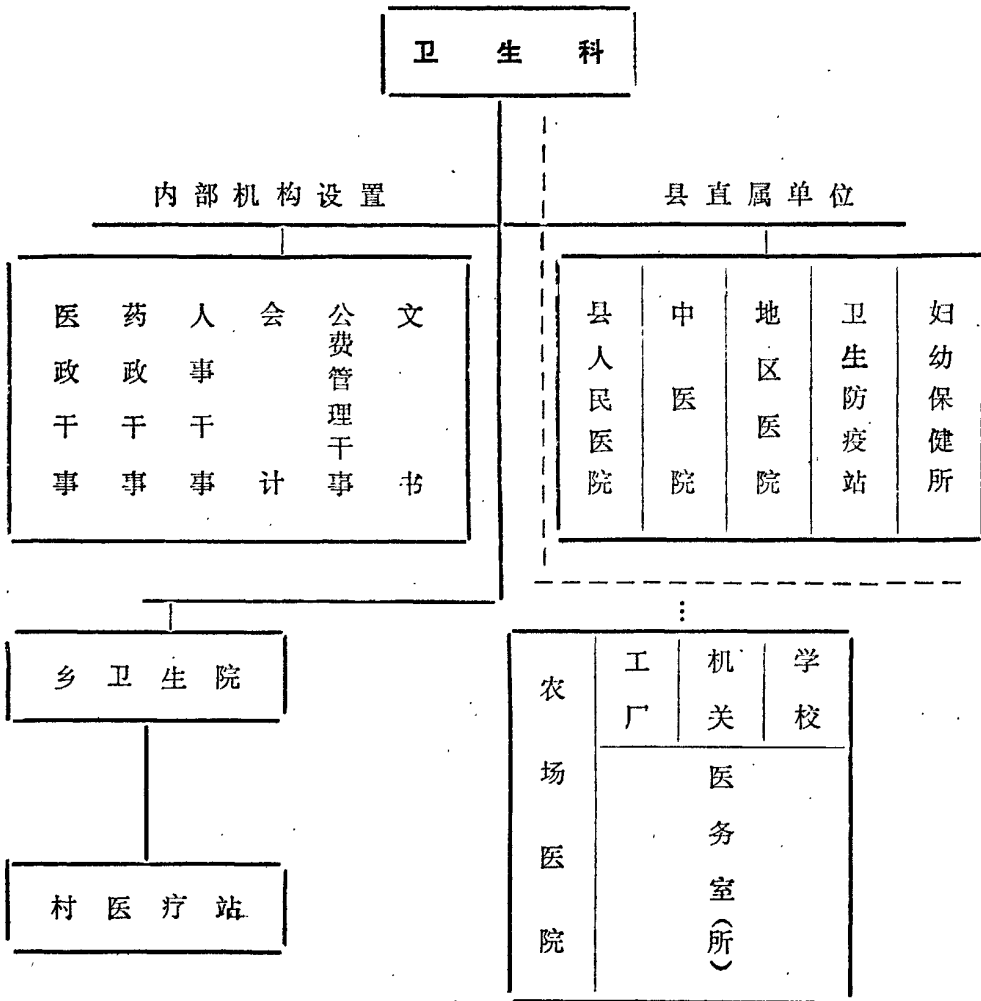 卫生科
内部机构设置
县直属单位
医政干事
药政干事
人事干事
会计
公费管理干事
文书
县人民医院
中医院
地区医院
卫生防疫站
妇幼保健所
乡卫生院
村医疗站
农场医院
工厂
机关
学校
医务室(所)